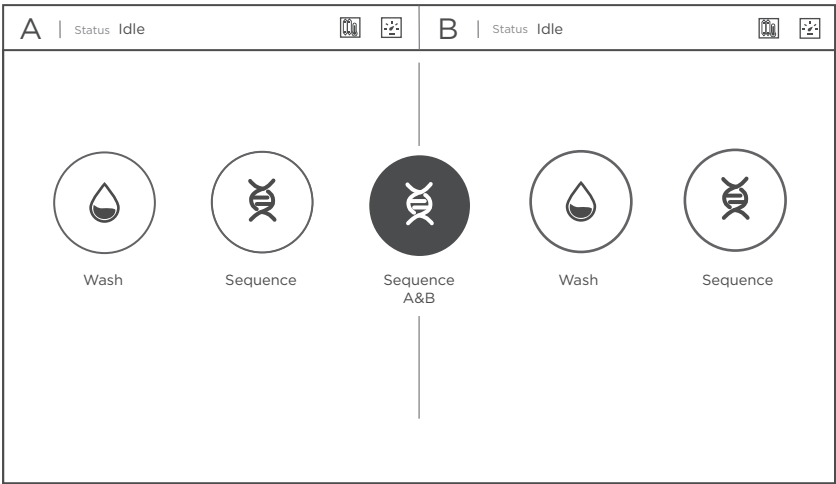 A | Status Idle
B | Status Idle
Wash
Sequence
Sequence
A&B
Wash
Sequence